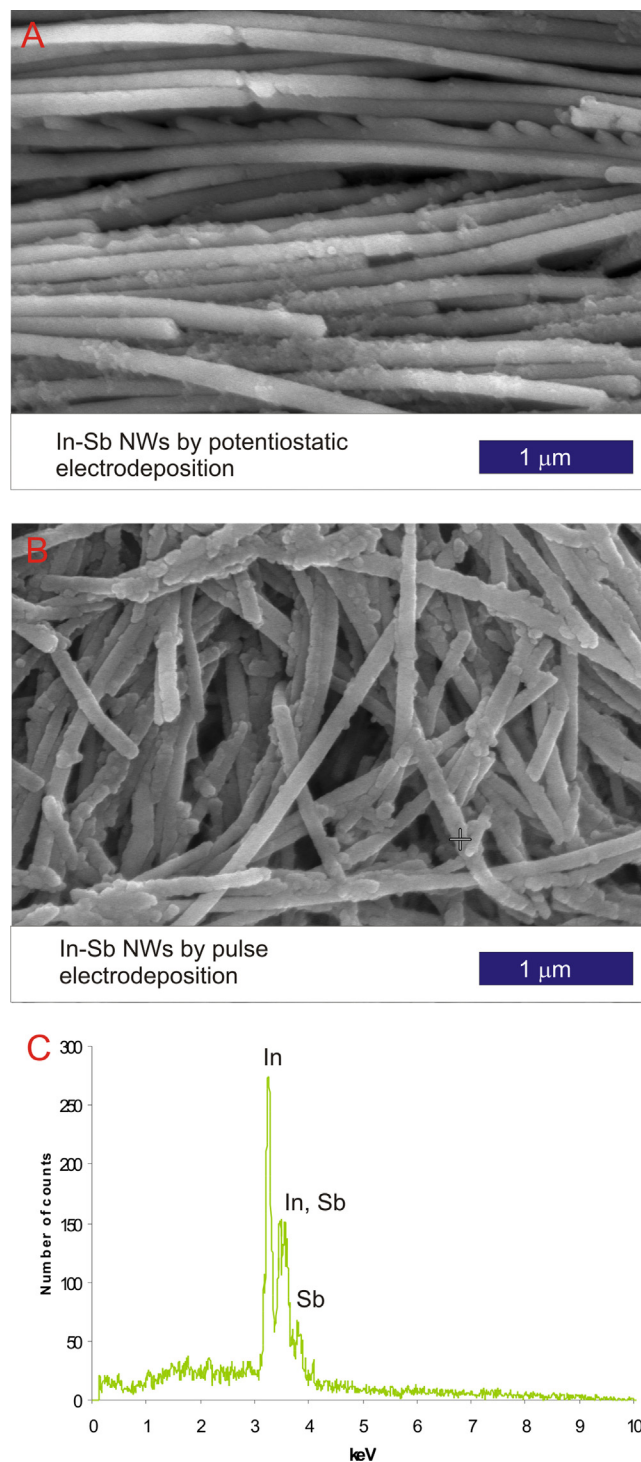 A
In-Sb NWs by potentiostatic
electrodeposition
1 μm
B
In-Sb NWs by pulse
electrodeposition
1 μm
C
300
250
200
150
100
50
0
Number of counts
In
In, Sb
Sb
0 1 2 3 4 5 6 7 8 9 10
keV